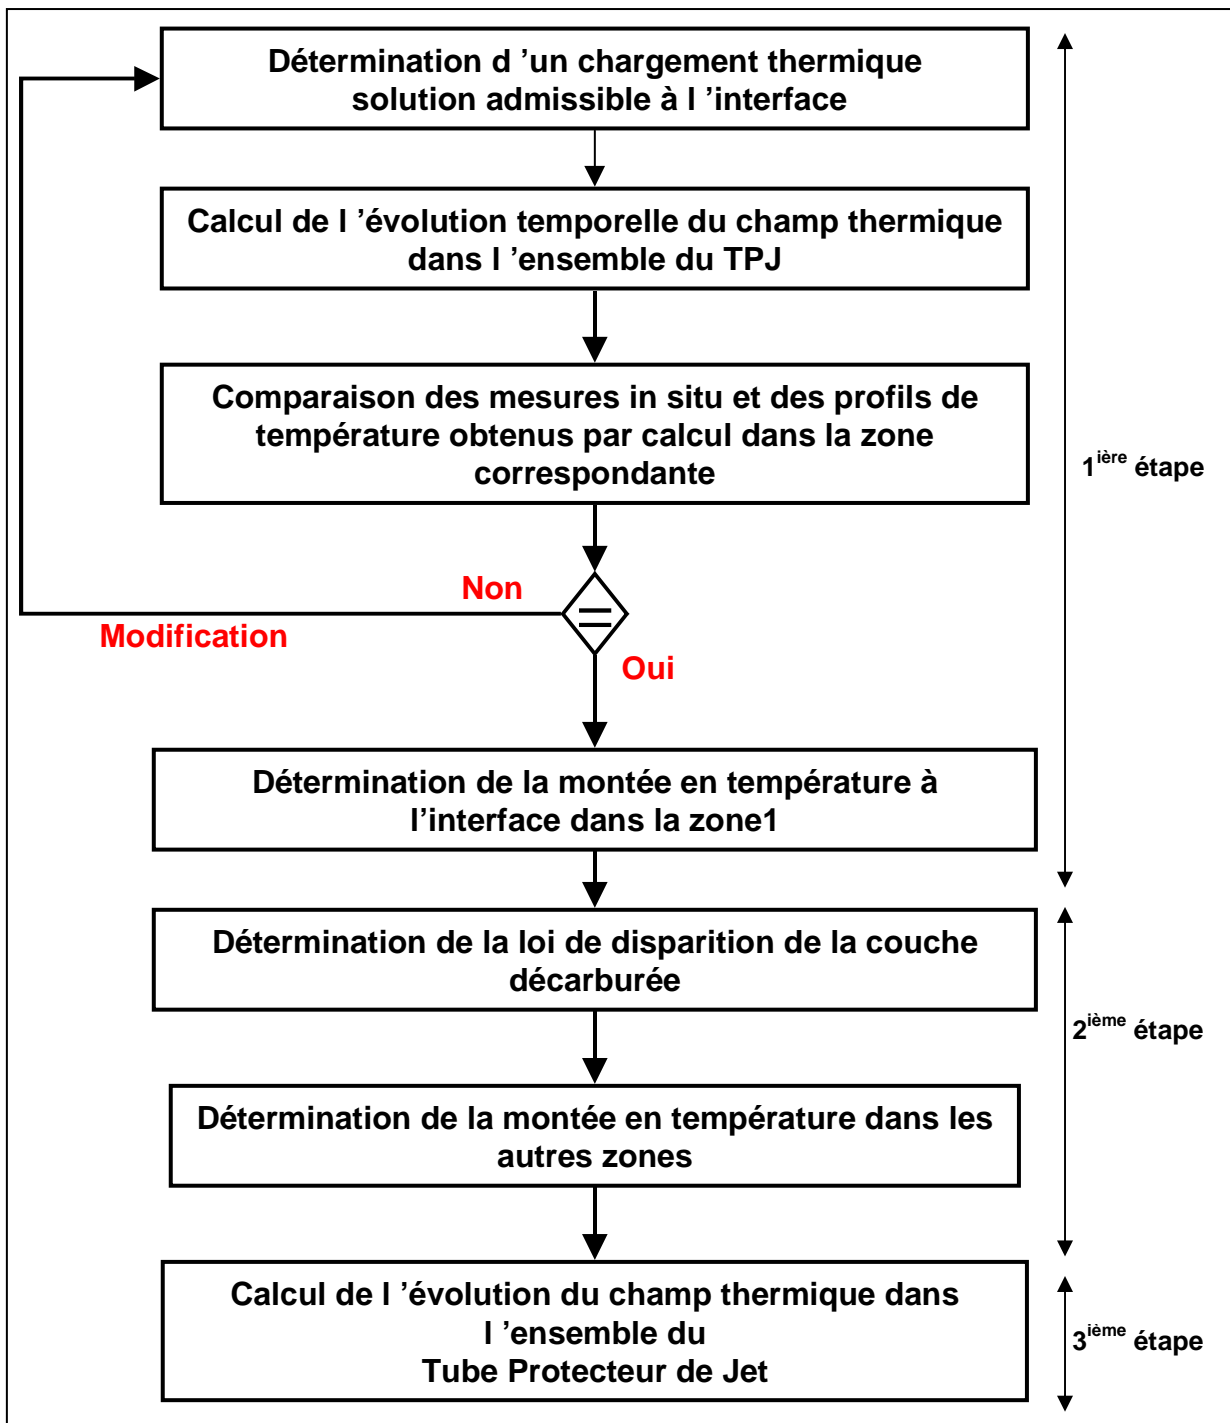 Détermination d ’un chargement thermique
solution admissible à l ’interface
Calcul de l ’évolution temporelle du champ thermique
dans l ’ensemble du TPJ
Comparaison des mesures in situ et des profils de
température obtenus par calcul dans la zone
correspondante
1ière étape
Non
=
Modification
Oui
Détermination de la montée en température à
l’interface dans la zone1
Détermination de la loi de disparition de la couche
décarburée
2ième étape
Détermination de la montée en température dans les
autres zones
Calcul de l ’évolution du champ thermique dans
l ’ensemble du
Tube Protecteur de Jet
3ième étape